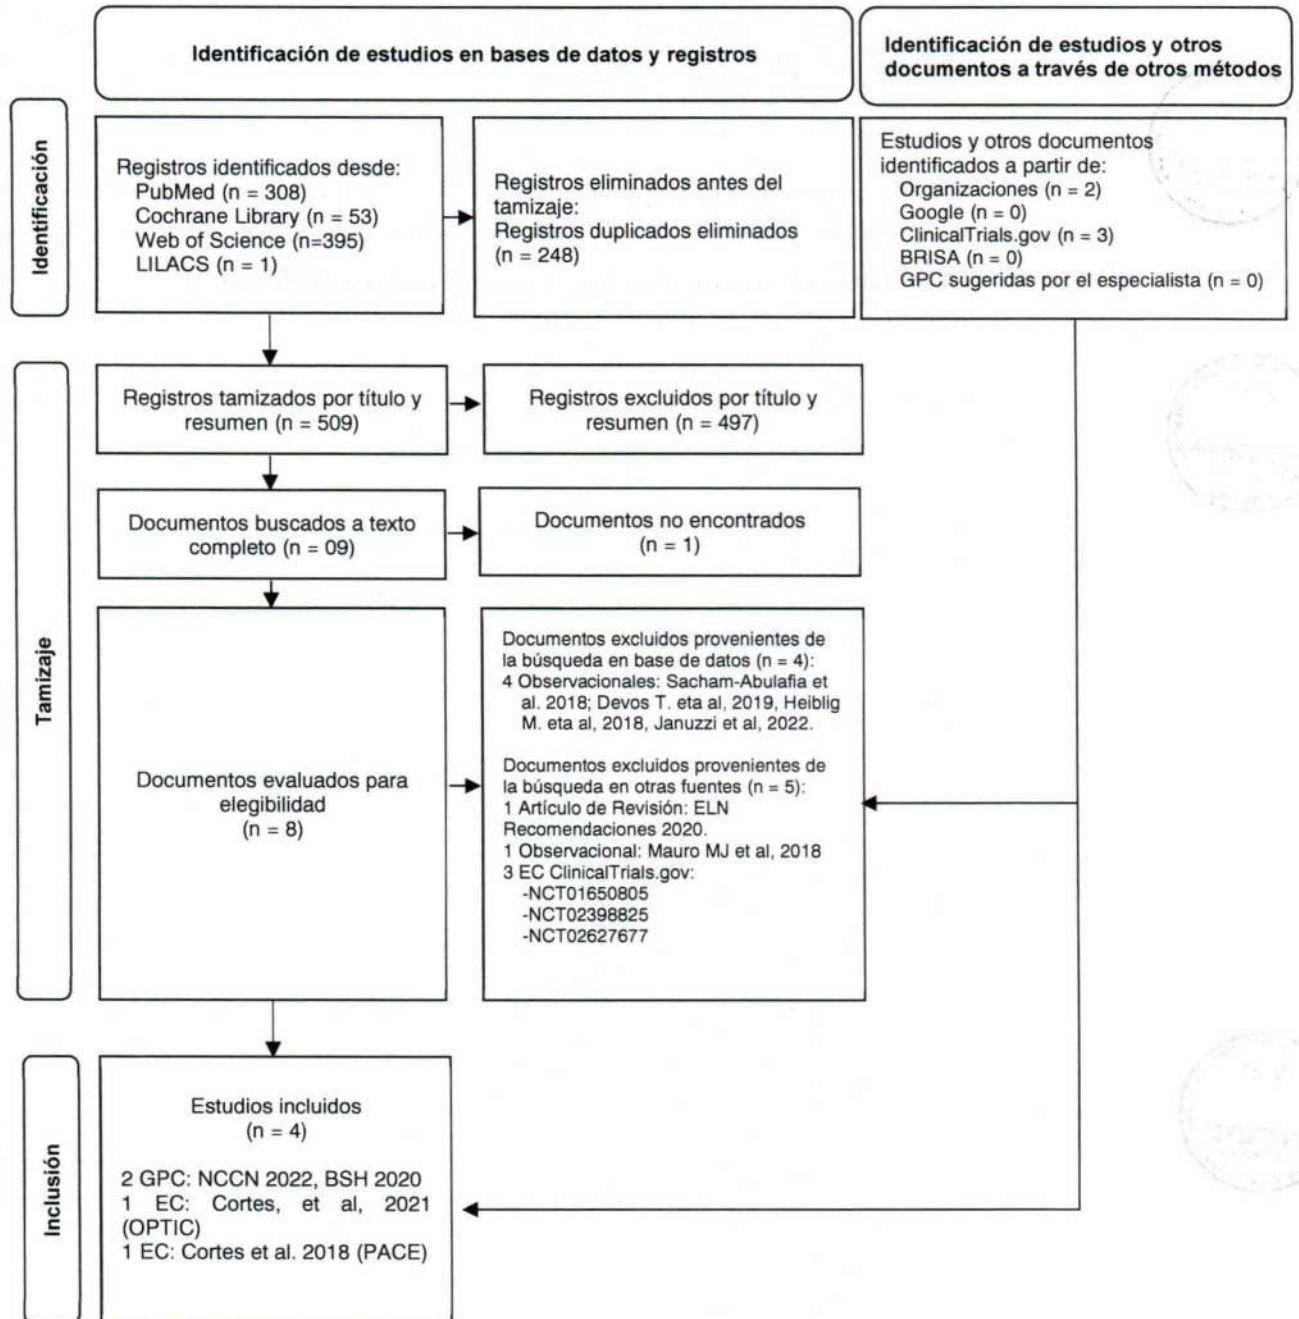 Identificación de estudios en bases de datos y registros
Identificación de estudios y otros
documentos a través de otros métodos
Identificación
Registros identificados desde:
PubMed (n = 308)
Cochrane Library (n = 53)
Web of Science (n=395)
LILACS (n = 1)
Registros eliminados antes del
tamizaje:
Registros duplicados eliminados
(n = 248)
Estudios y otros documentos
identificados a partir de:
Organizaciones (n = 2)
Google (n = 0)
ClinicalTrials.gov (n = 3)
BRISA (n = 0)
GPC sugeridas por el especialista (n = 0)
Tamizaje
Registros tamizados por título y
resumen (n = 509)
Registros excluidos por título y
resumen (n = 497)
Documentos buscados a texto
completo (n = 09)
Documentos no encontrados
(n = 1)
Documentos evaluados para
elegibilidad
(n = 8)
Documentos excluidos provenientes de
la búsqueda en base de datos (n = 4):
4 Observacionales: Sacham-Abulafia et
al. 2018; Devos T. eta al, 2019, Heiblig
M. eta al, 2018, Januzzi et al, 2022.
Documentos excluidos provenientes de
la búsqueda en otras fuentes (n = 5):
1 Artículo de Revisión: ELN
Recomendaciones 2020.
1 Observacional: Mauro MJ et al, 2018
3 EC ClinicalTrials.gov:
-NCT01650805
-NCT02398825
-NCT02627677
Inclusión
Estudios incluidos
(n = 4)
2 GPC: NCCN 2022, BSH 2020
1 EC: Cortes, et al, 2021
(OPTIC)
1 EC: Cortes et al. 2018 (PACE)